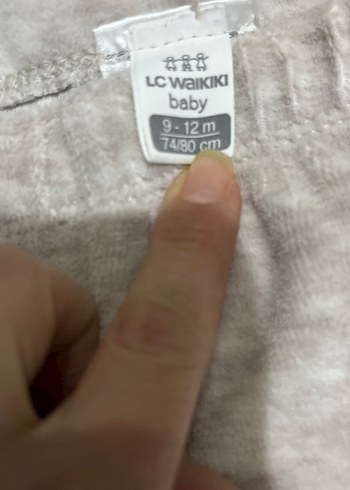 LC WAIKIKI
baby
9 - 12 m
74/80 cm